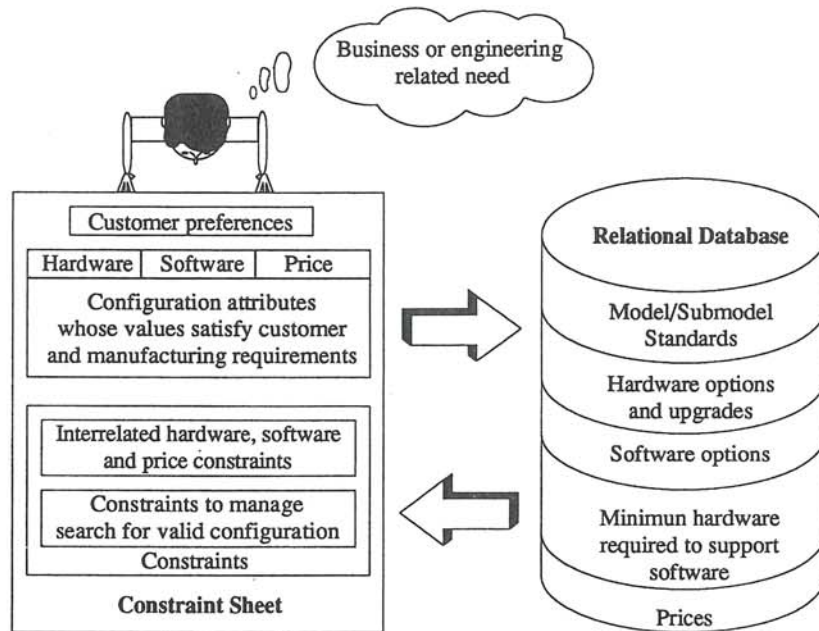 Business or engineering
related need
Customer preferences
Hardware Software Price
Configuration attributes
whose values satisfy customer
and manufacturing requirements
Interrelated hardware, software
and price constraints
Constraints to manage
search for valid configuration
Constraints
Constraint Sheet
Relational Database
Model/Submodel
Standards
Hardware options
and upgrades
Software options
Minimun hardware
required to support
software
Prices